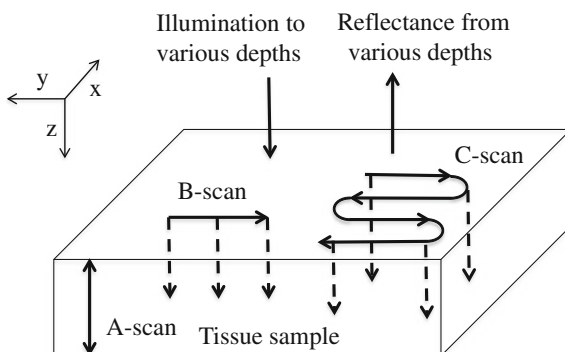 Illumination to
various depths
Reflectance from
various depths
y
x
z
C-scan
B-scan
A-scan
Tissue sample